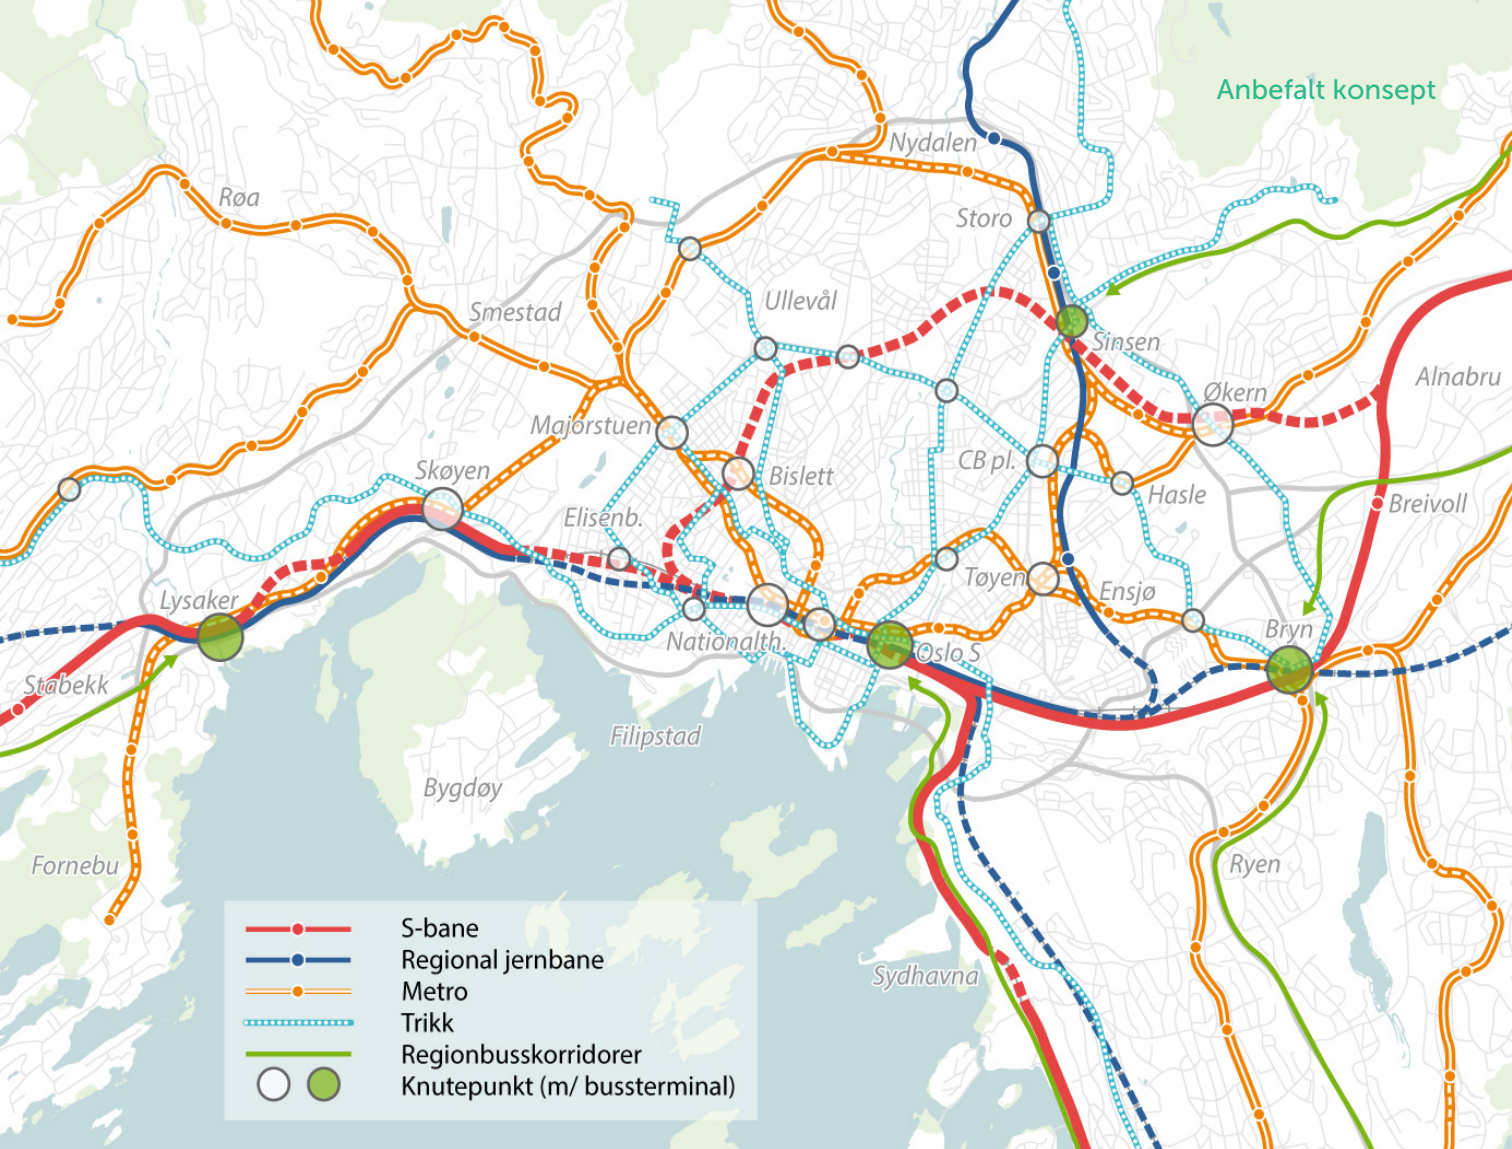 Anbefalt konsept
Nydalen
Røa
Storo
Ullevål
Smestad
Sinsen
Alnabru
Økern
Majorstuen
CB pl.
Skøyen
Bislett
Hasle
Breivoll
Elisenb.
Tøyen
Ensjø
Lysaker
Bryn
Nationalth.
Oslo S
Stabekk
Filipstad
Bygdøy
Fornebu
Ryen
Sydhavna
S-bane
Regional jernbane
Metro
Trikk
Regionbusskorridorer
Knutepunkt (m/ bussterminal)